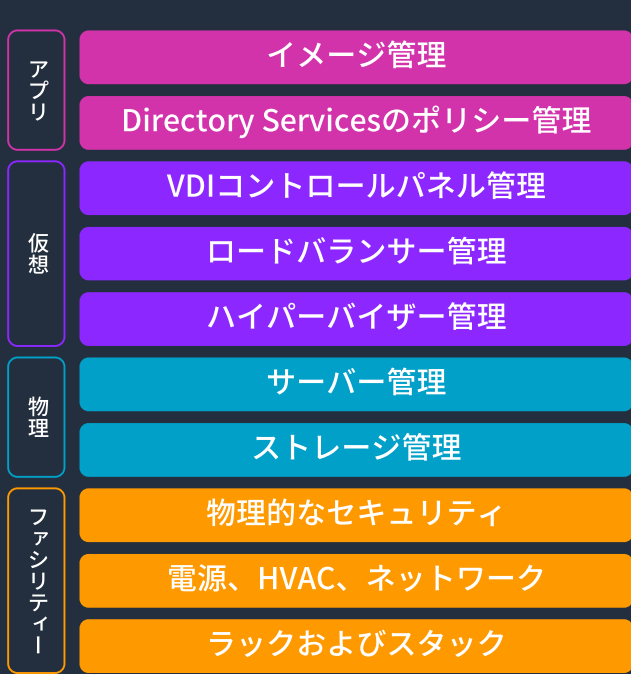 アプリ
イメージ管理
Directory Servicesのポリシー管理
仮想
VDIコントロールパネル管理
ロードバランサー管理
ハイパーバイザー管理
物理
サーバー管理
ストレージ管理
ファシリティー
物理的なセキュリティ
電源、HVAC、ネットワーク
ラックおよびスタック